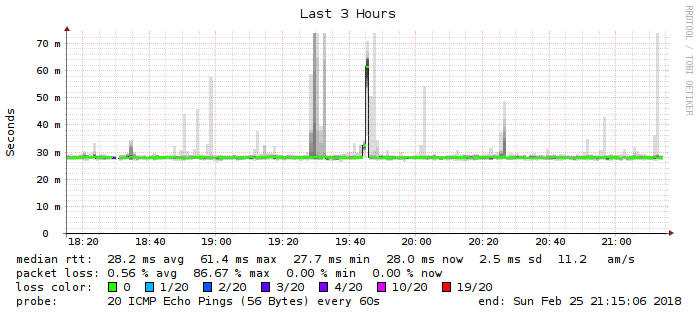 Last 3 Hours
RRDTOOL / TOBI OETIKER
Seconds
70 m
60 m
50 m
40 m
30 m
20 m
10 m
0
18:20 18:40 19:00 19:20 19:40 20:00 20:20 20:40 21:00
median rtt: 28.2 ms avg 61.4 ms max 27.7 ms min 28.0 ms now 2.5 ms sd 11.2 am/s
packet loss: 0.56 % avg 86.67 % max 0.00 % min 0.00 % now
loss color: 0 1/20 2/20 3/20 4/20 10/20 19/20
probe: 20 ICMP Echo Pings (56 Bytes) every 60s end: Sun Feb 25 21:15:06 2018